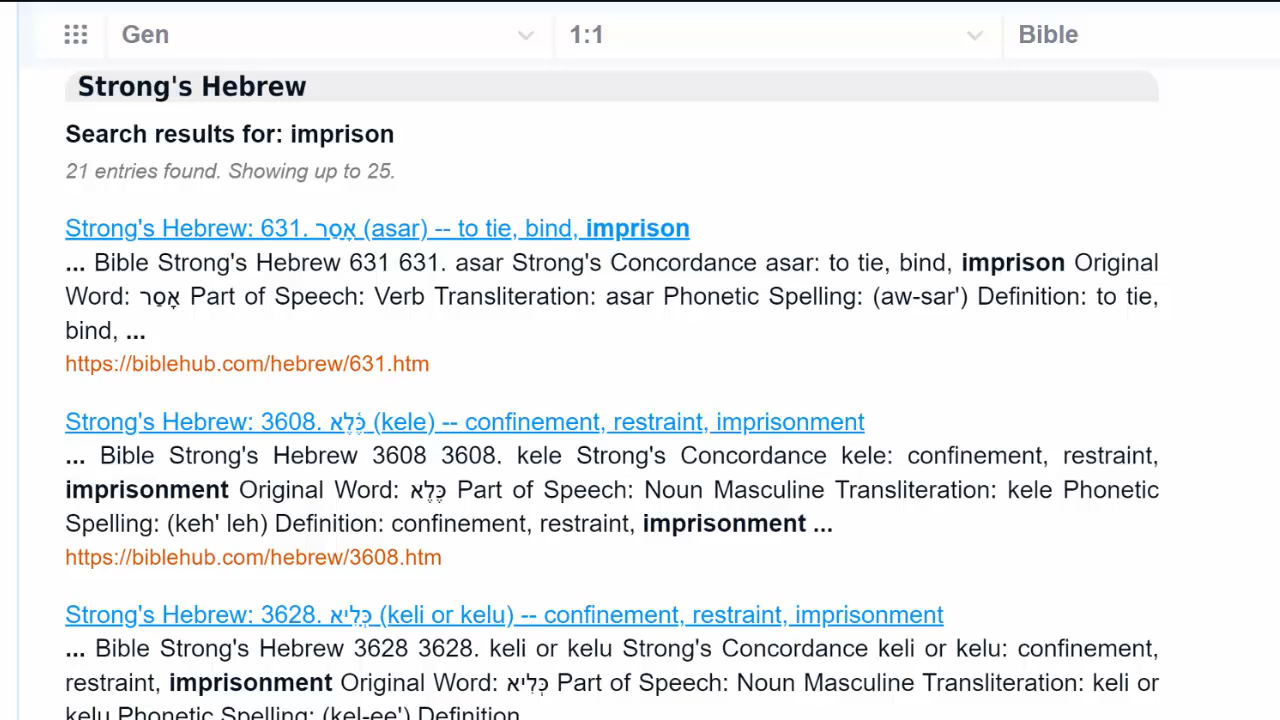 Gen 1:1 Bible
Strong's Hebrew
Search results for: imprison
21 entries found. Showing up to 25.
Strong's Hebrew: 631. אָסַר (asar) -- to tie, bind, imprison
... Bible Strong's Hebrew 631 631. asar Strong's Concordance asar: to tie, bind, imprison Original
Word: אָסַר Part of Speech: Verb Transliteration: asar Phonetic Spelling: (aw-sar') Definition: to tie,
bind, ...
https://biblehub.com/hebrew/631.htm
Strong's Hebrew: 3608. כֶּ֫לֶא (kele) -- confinement, restraint, imprisonment
... Bible Strong's Hebrew 3608 3608. kele Strong's Concordance kele: confinement, restraint,
imprisonment Original Word: כֶּלֶא Part of Speech: Noun Masculine Transliteration: kele Phonetic
Spelling: (keh' leh) Definition: confinement, restraint, imprisonment ...
https://biblehub.com/hebrew/3608.htm
Strong's Hebrew: 3628. כְּלִיא (keli or kelu) -- confinement, restraint, imprisonment
... Bible Strong's Hebrew 3628 3628. keli or kelu Strong's Concordance keli or kelu: confinement,
restraint, imprisonment Original Word: כְּלִיא Part of Speech: Noun Masculine Transliteration: keli or
kelu Phonetic Spelling: (kel-ee') Definition